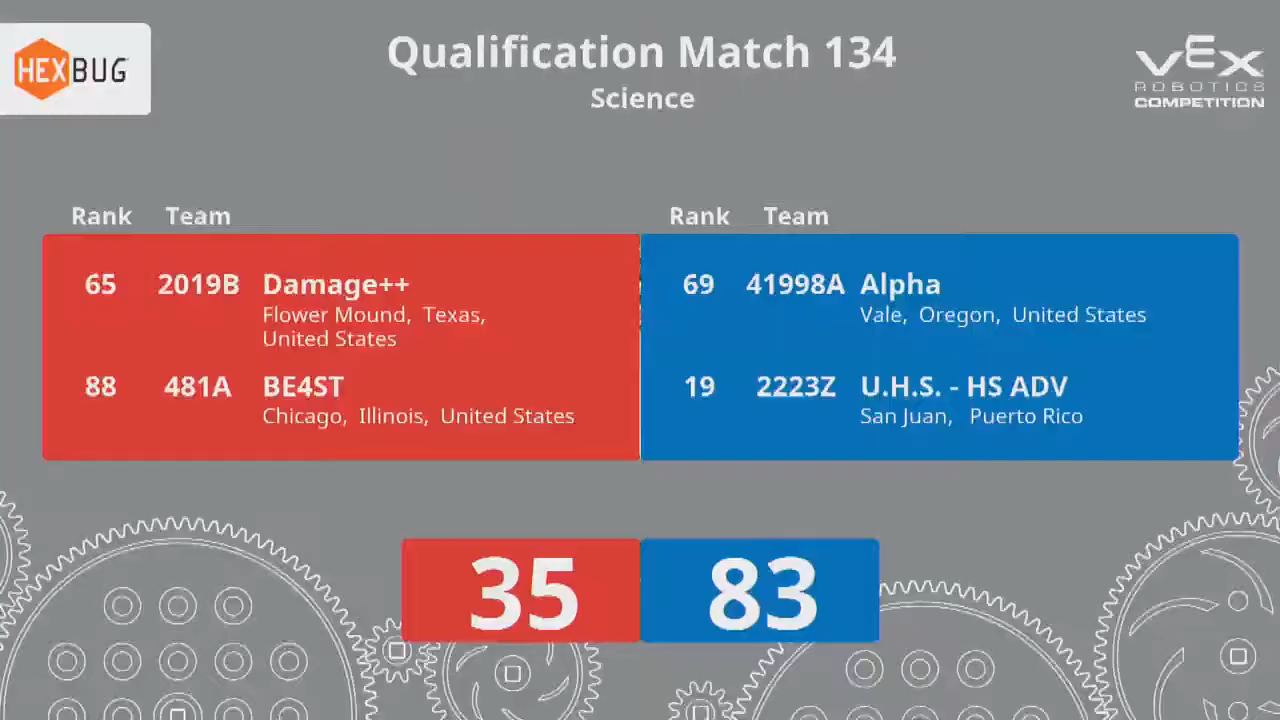 HEXBUG
Qualification Match 134
Science
VEX
ROBOTICS
COMPETITION
Rank Team
65 2019B Damage++
Flower Mound, Texas,
United States
88 481A BE4ST
Chicago, Illinois, United States
Rank Team
69 41998A Alpha
Vale, Oregon, United States
19 2223Z U.H.S. - HS ADV
San Juan, Puerto Rico
35 83